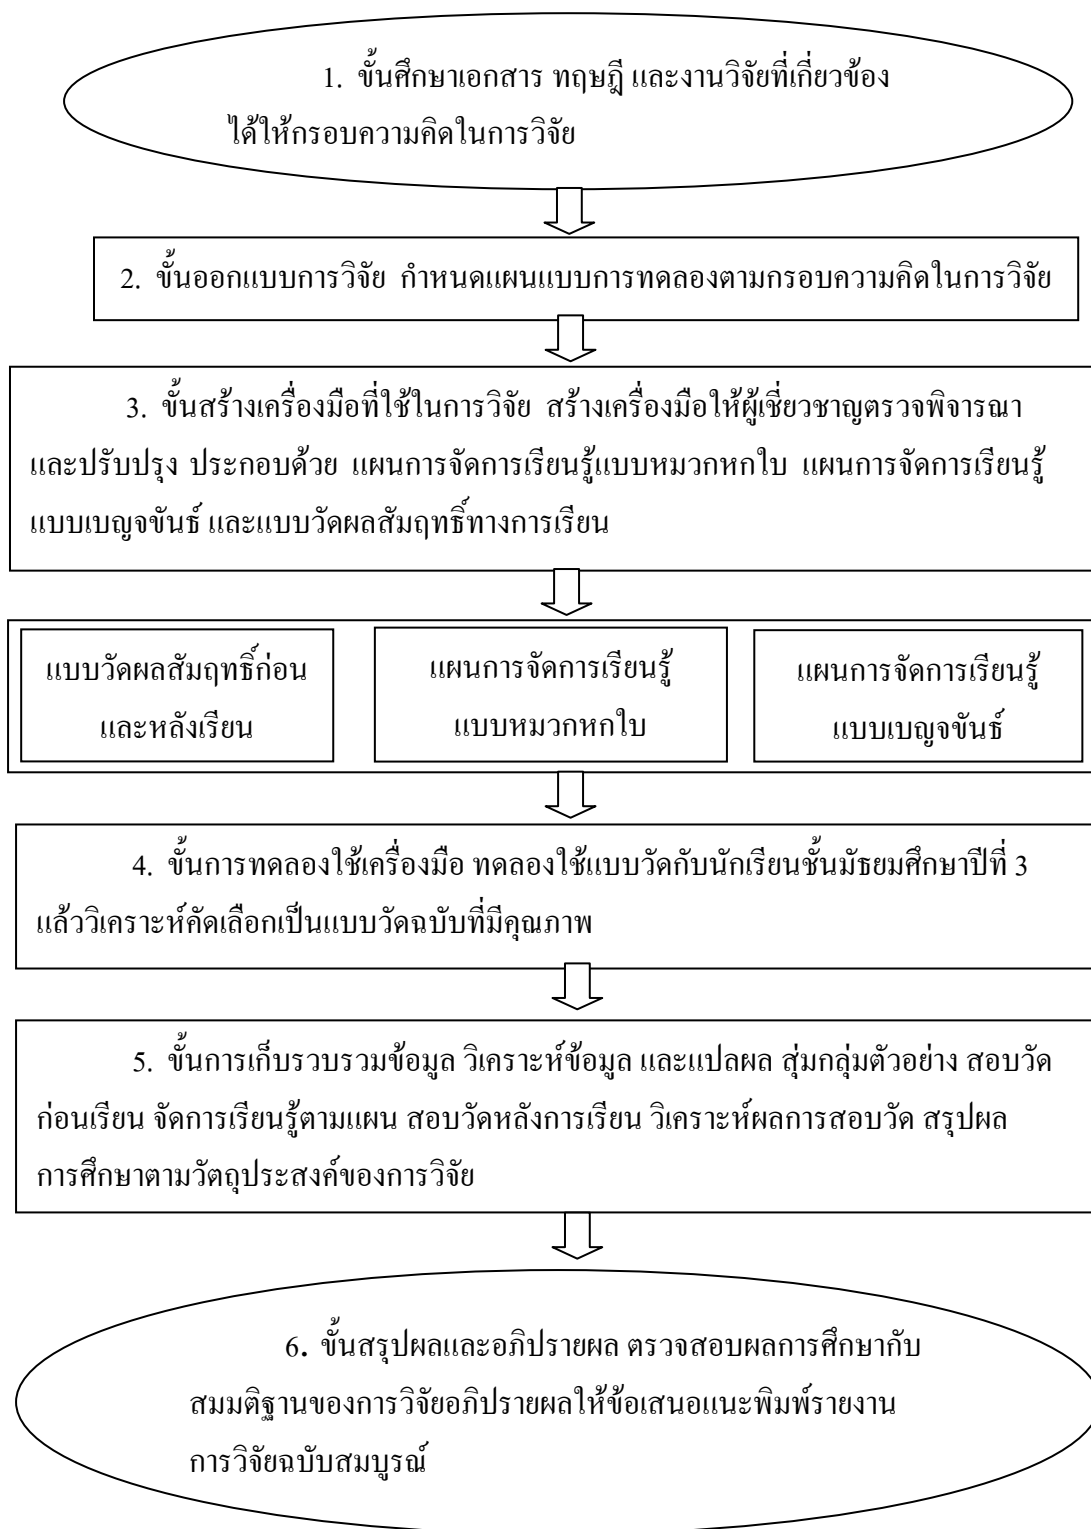 1. ขั้นศึกษาเอกสาร ทฤษฎี และงานวิจัยที่เกี่ยวข้อง
ได้ให้กรอบความคิดในการวิจัย
2. ขั้นออกแบบการวิจัย กำหนดแผนแบบการทดลองตามกรอบความคิดในการวิจัย
3. ขั้นสร้างเครื่องมือที่ใช้ในการวิจัย สร้างเครื่องมือให้ผู้เชี่ยวชาญตรวจพิจารณา
และปรับปรุง ประกอบด้วย แผนการจัดการเรียนรู้แบบหมวกหกใบ แผนการจัดการเรียนรู้
แบบเบญจขันธ์ และแบบวัดผลสัมฤทธิ์ทางการเรียน
แบบวัดผลสัมฤทธิ์ก่อน
และหลังเรียน
แผนการจัดการเรียนรู้
แบบหมวกหกใบ
แผนการจัดการเรียนรู้
แบบเบญจขันธ์
4. ขั้นการทดลองใช้เครื่องมือ ทดลองใช้แบบวัดกับนักเรียนชั้นมัธยมศึกษาปีที่ 3
แล้ววิเคราะห์คัดเลือกเป็นแบบวัดฉบับที่มีคุณภาพ
5. ขั้นการเก็บรวบรวมข้อมูล วิเคราะห์ข้อมูล และแปลผล สุ่มกลุ่มตัวอย่าง สอบวัด
ก่อนเรียน จัดการเรียนรู้ตามแผน สอบวัดหลังการเรียน วิเคราะห์ผลการสอบวัด สรุปผล
การศึกษาตามวัตถุประสงค์ของการวิจัย
6. ขั้นสรุปผลและอภิปรายผล ตรวจสอบผลการศึกษากับ
สมมติฐานของการวิจัยอภิปรายผลให้ข้อเสนอแนะพิมพ์รายงาน
การวิจัยฉบับสมบูรณ์